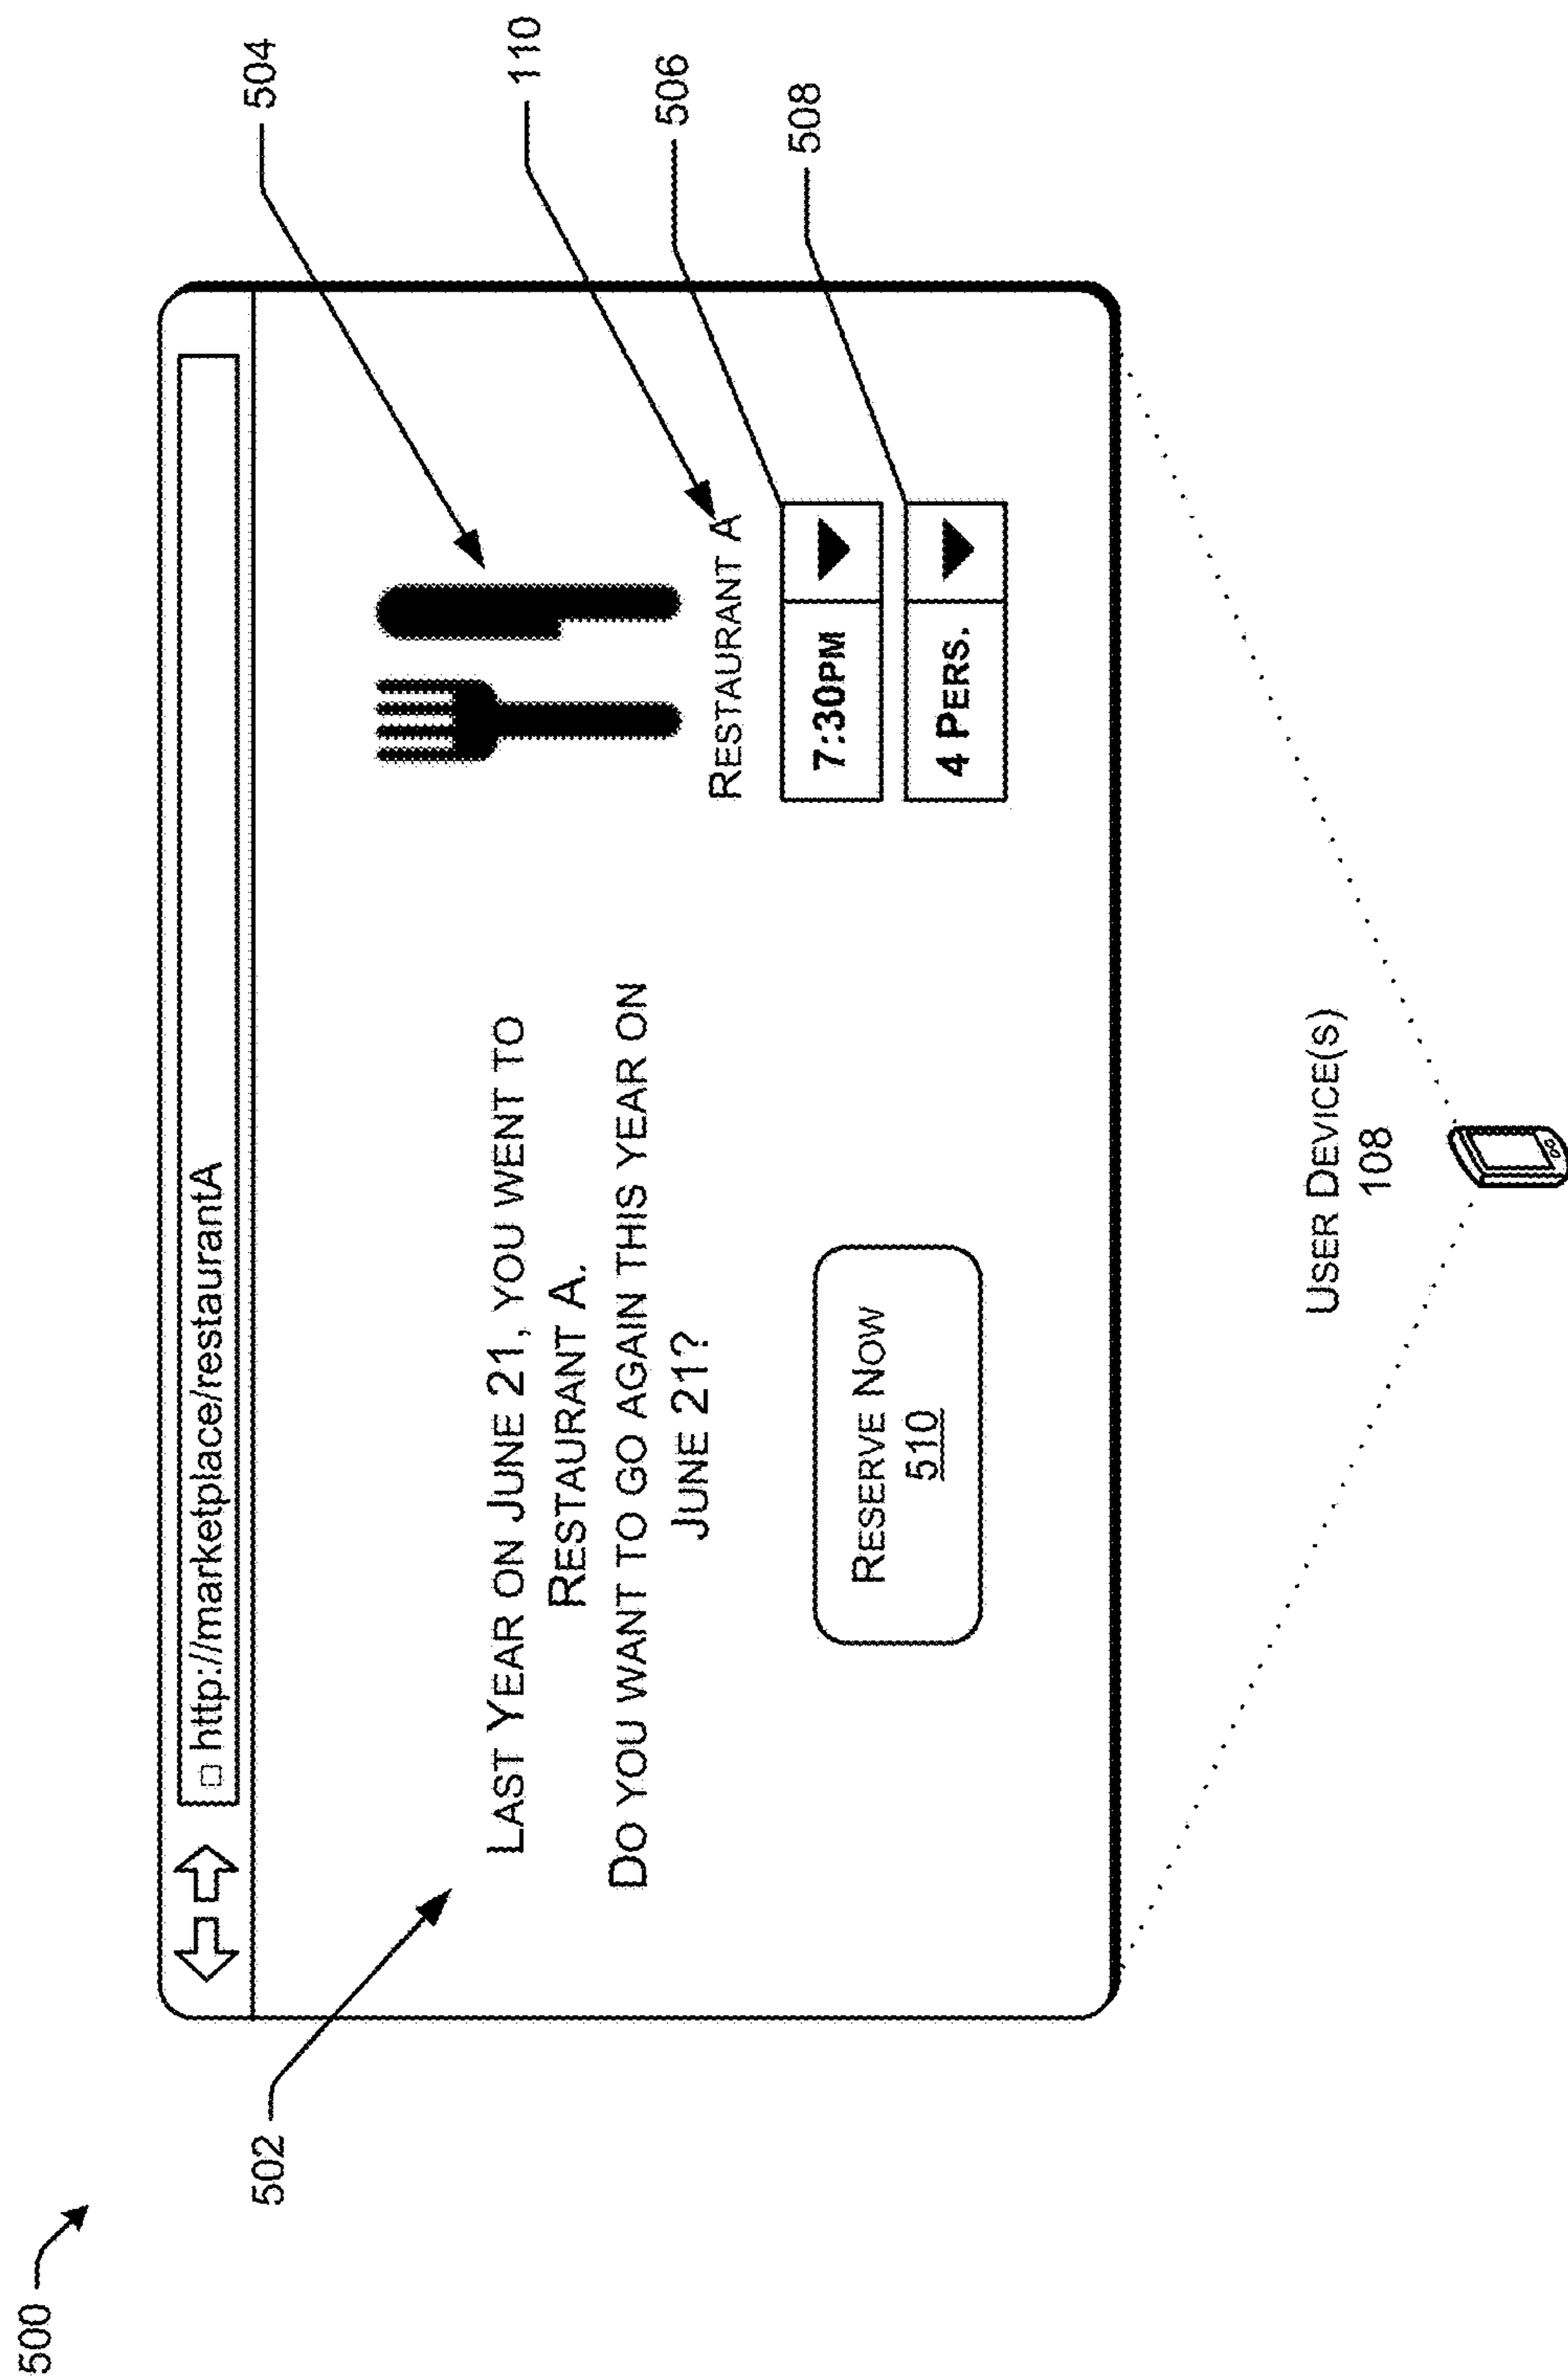 500
502
504
110
506
508
http://marketplace/restaurantA
LAST YEAR ON JUNE 21, YOU WENT TO
RESTAURANT A.
DO YOU WANT TO GO AGAIN THIS YEAR ON
JUNE 21?
RESERVE NOW
510
RESTAURANT A
7:30PM
4 PERS.
USER DEVICE(S)
108